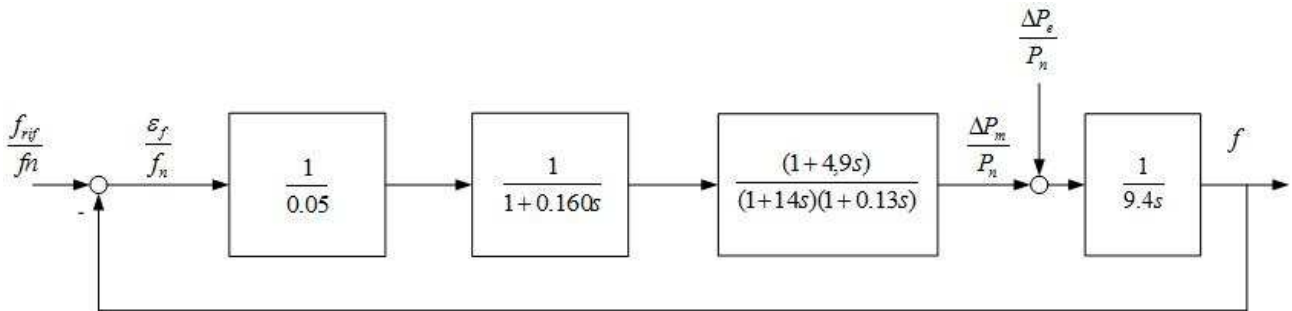 ΔP_e
P_n
f_rif
fn
ε_f
f_n
1
0.05
1
1+0.160s
(1+4,9s)
(1+14s)(1+0.13s)
ΔP_m
P_n
1
9.4s
f
-